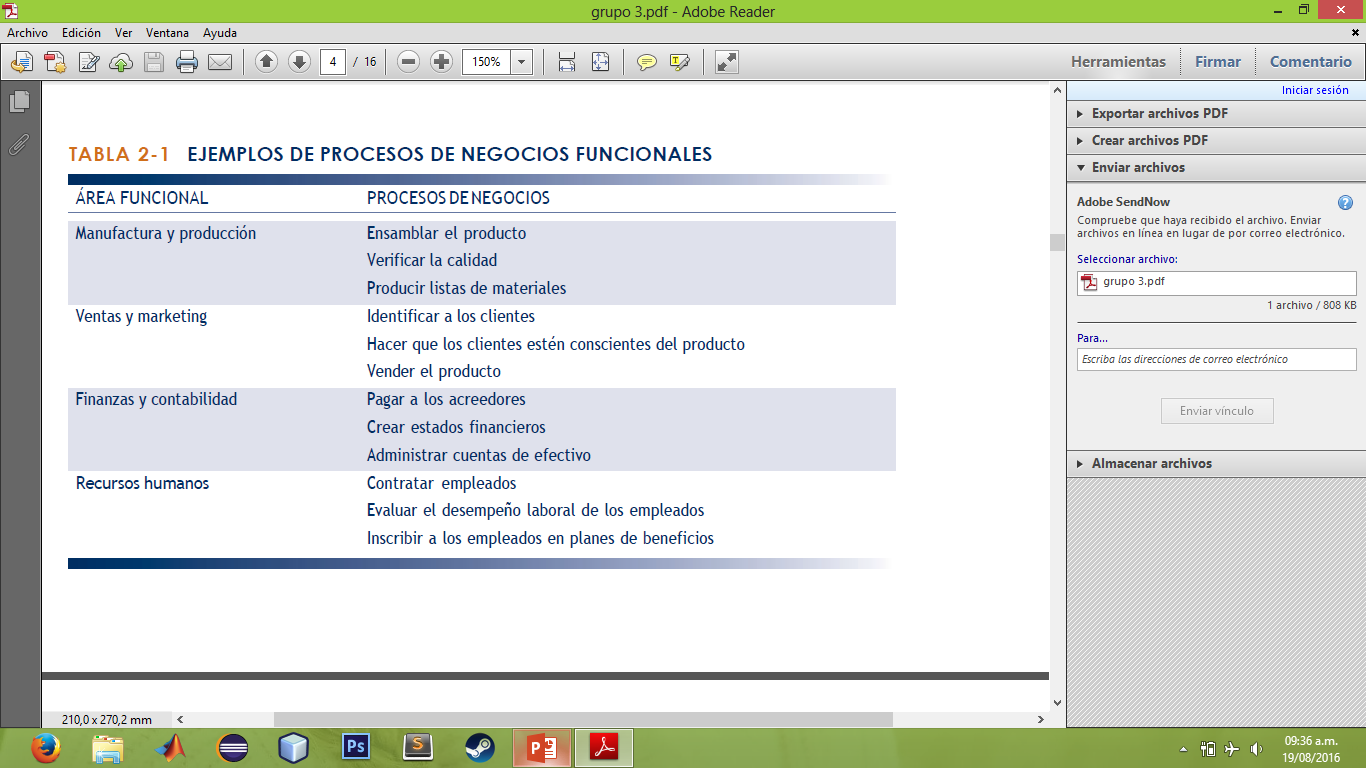 grupo 3.pdf - Adobe Reader
Archivo Edición Ver Ventana Ayuda
4 / 16 150% Herramientas Firmar Comentario
Iniciar sesión
Exportar archivos PDF
Crear archivos PDF
Enviar archivos
Adobe SendNow
Compruebe que haya recibido el archivo. Enviar
archivos en línea en lugar de por correo electrónico.
Seleccionar archivo:
grupo 3.pdf
1 archivo / 808 KB
Para...
Escriba las direcciones de correo electrónico
Enviar vínculo
Almacenar archivos
TABLA 2-1 EJEMPLOS DE PROCESOS DE NEGOCIOS FUNCIONALES
ÁREA FUNCIONAL PROCESOS DE NEGOCIOS
Manufactura y producción Ensamblar el producto
Verificar la calidad
Producir listas de materiales
Ventas y marketing Identificar a los clientes
Hacer que los clientes estén conscientes del producto
Vender el producto
Finanzas y contabilidad Pagar a los acreedores
Crear estados financieros
Administrar cuentas de efectivo
Recursos humanos Contratar empleados
Evaluar el desempeño laboral de los empleados
Inscribir a los empleados en planes de beneficios
210,0 x 270,2 mm
Ps
S
P
09:36 a.m.
19/08/2016